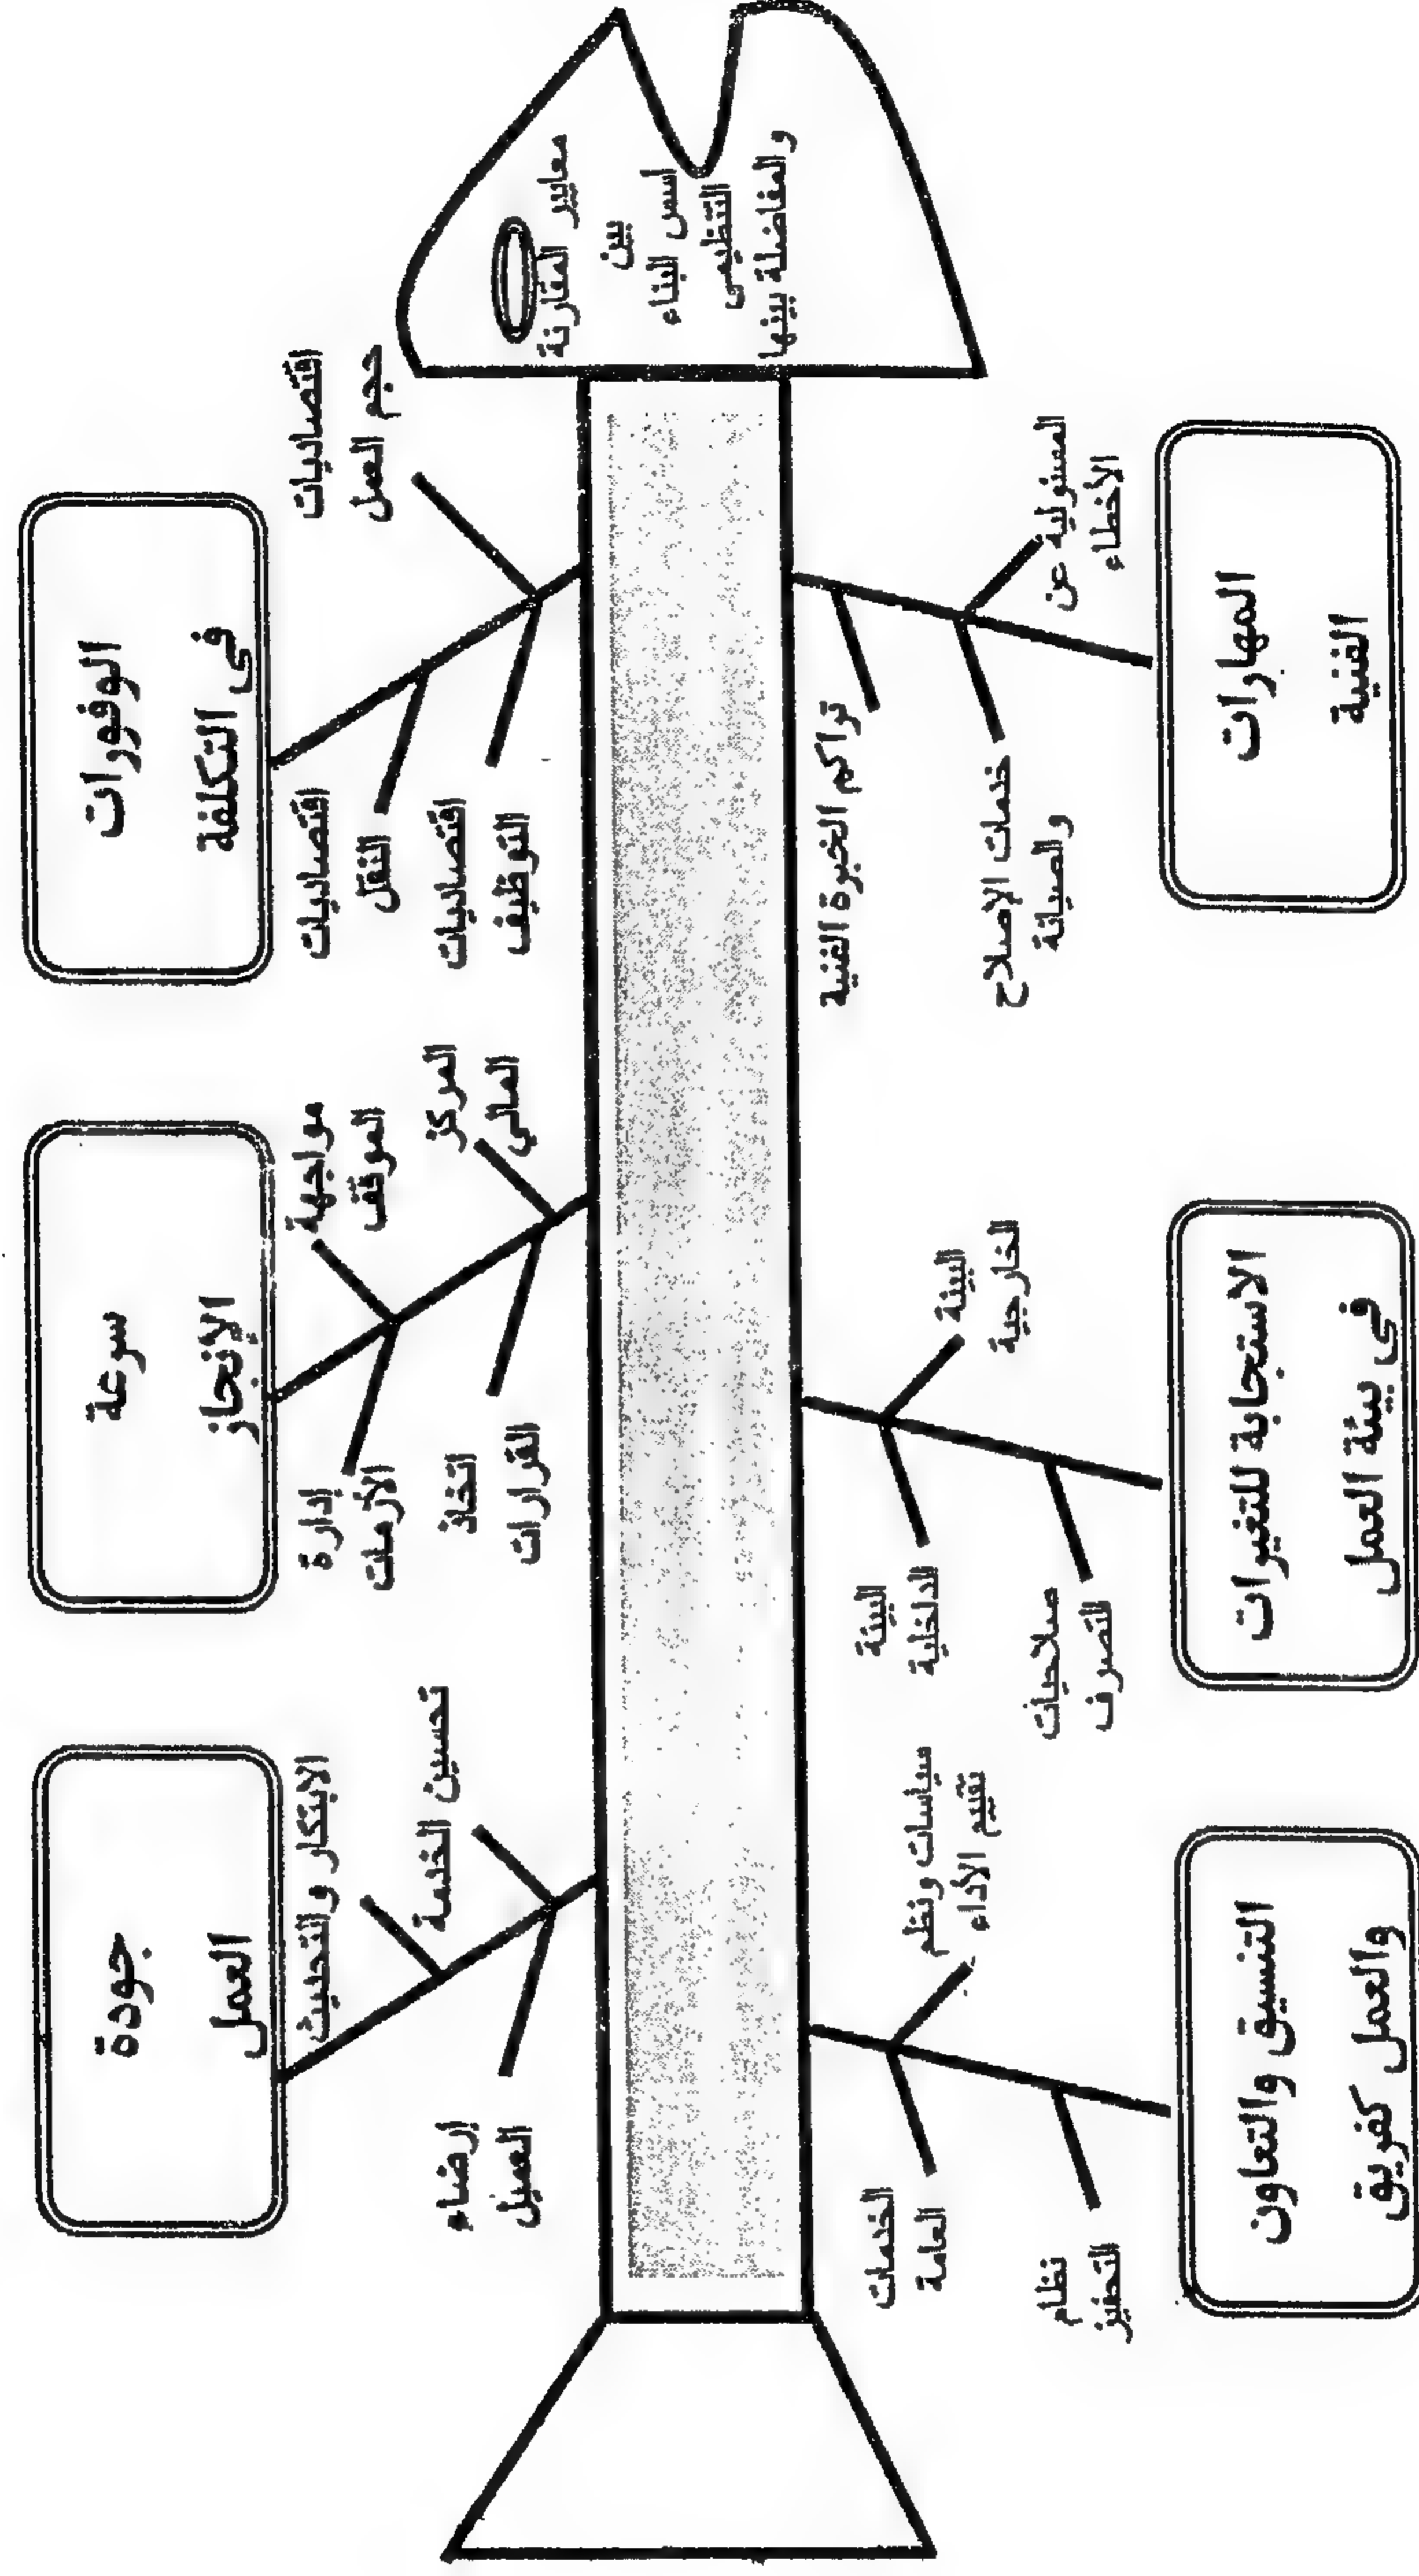 معايير المقارنة
بين
أسس البناء
التنظيمى
والمفاضلة بينها
الوفورات
فى التكلفة
اقتصاديات
حجم العمل
اقتصاديات
النقل
اقتصاديات
التوظيف
سرعة
الإنجاز
مواجهة
الموقف
المركز
المالي
إدارة
الأزمات
اتخاذ
القرارات
جودة
العمل
الابتكار والتحديث
تحسين الخدمة
إرضاء
العميل
المسئولية عن
الأخطاء
تراكم الخبرة الفنية
خدمات الإصلاح
والصيانة
المهارات
الفنية
البيئة
الخارجية
البيئة
الداخلية
صلاحيات
التصرف
الاستجابة للتغيرات
فى بيئة العمل
سياسات ونظم
تقييم الأداء
الخدمات
العامة
نظام
التحفيز
التنسيق والتعاون
والعمل كفريق